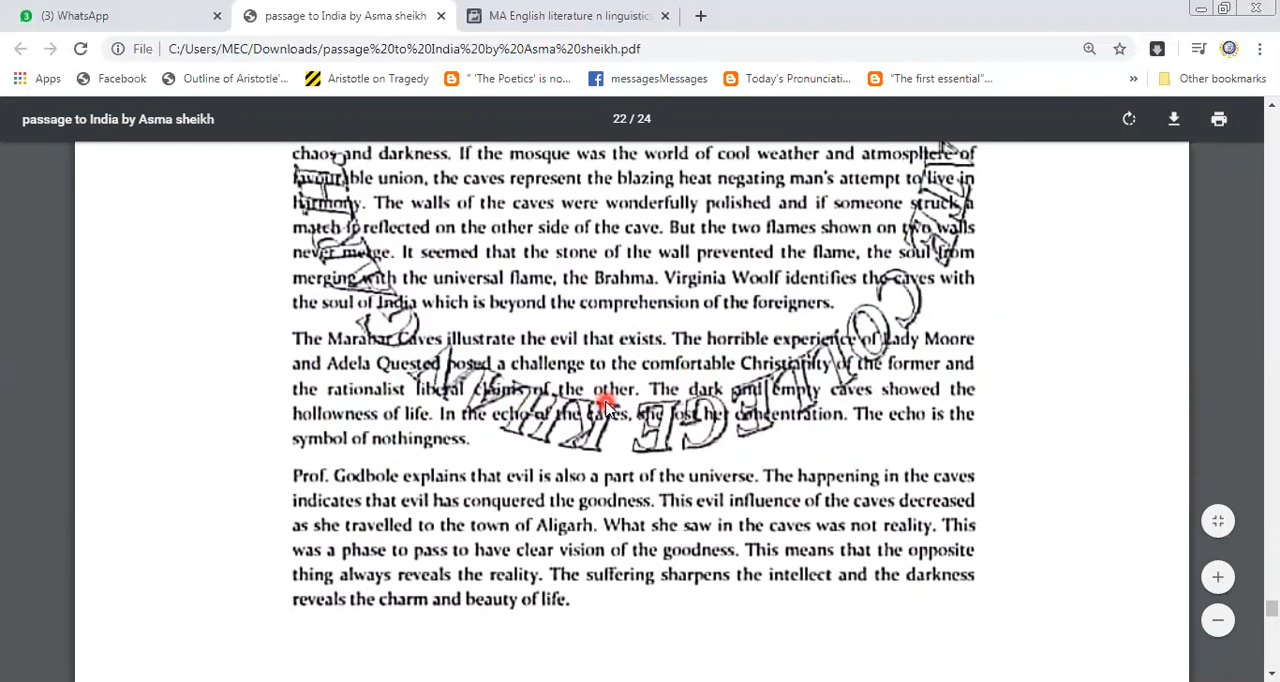 (3) WhatsApp
passage to India by Asma sheikh
MA English literature n linguistic
File
C:/Users/MEC/Downloads/passage%20to%20India%20by%20Asma%20sheikh.pdf
Apps
Facebook
Outline of Aristotle'...
Aristotle on Tragedy
" 'The Poetics' is no...
messagesMessages
Today's Pronunciati...
"The first essential"...
»
Other bookmarks
passage to India by Asma sheikh
22 / 24
chaos and darkness. If the mosque was the world of cool weather and atmosphere of
favourable union, the caves represent the blazing heat negating man's attempt to live in
harmony. The walls of the caves were wonderfully polished and if someone struck a
match reflected on the other side of the cave. But the two flames shown on two walls
never merge. It seemed that the stone of the wall prevented the flame, the soul from
merging with the universal flame, the Brahma. Virginia Woolf identifies the caves with
the soul of India which is beyond the comprehension of the foreigners.
The Marabar Caves illustrate the evil that exists. The horrible experience of Lady Moore
and Adela Quested posed a challenge to the comfortable Christianity of the former and
the rationalist liberal claims of the other. The dark and empty caves showed the
hollowness of life. In the echo of the caves, she lost her concentration. The echo is the
symbol of nothingness.
Prof. Godbole explains that evil is also a part of the universe. The happening in the caves
indicates that evil has conquered the goodness. This evil influence of the caves decreased
as she travelled to the town of Aligarh. What she saw in the caves was not reality. This
was a phase to pass to have clear vision of the goodness. This means that the opposite
thing always reveals the reality. The suffering sharpens the intellect and the darkness
reveals the charm and beauty of life.
COLLEGE